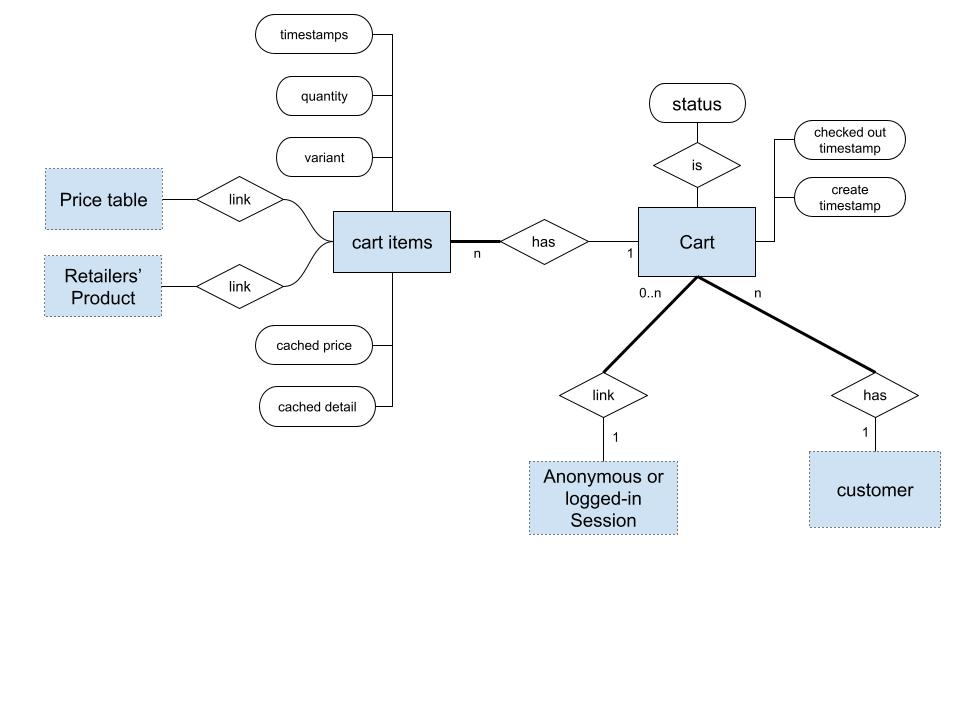 timestamps
quantity
variant
Price table
link
Retailers’
Product
link
cart items
cached price
cached detail
n
has
1
status
is
Cart
checked out
timestamp
create
timestamp
0..n
n
link
1
Anonymous or
logged-in
Session
has
1
customer